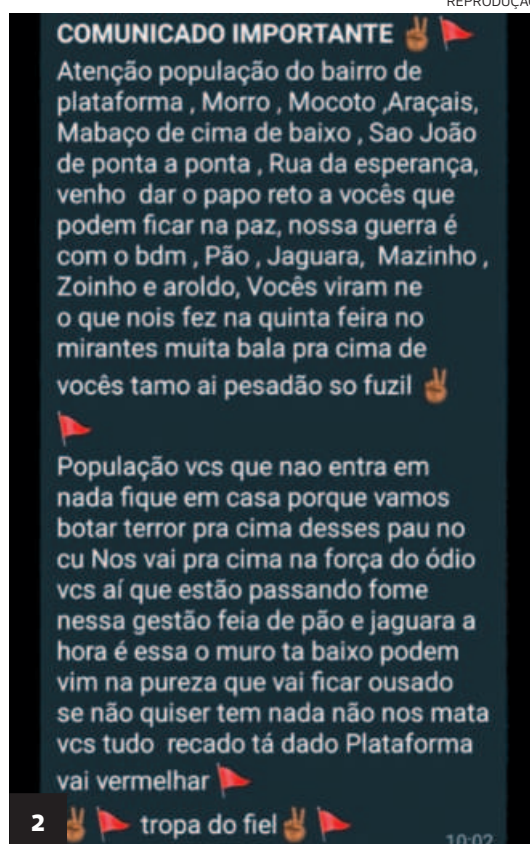 REPRODUÇÃO
COMUNICADO IMPORTANTE ✌🏾 🚩
Atenção população do bairro de
plataforma , Morro , Mocoto ,Araçais,
Mabaço de cima de baixo , Sao João
de ponta a ponta , Rua da esperança,
venho  dar o papo reto a vocês que
podem ficar na paz, nossa guerra é
com o bdm , Pão , Jaguara,  Mazinho ,
Zoinho e aroldo, Vocês viram ne
o que nois fez na quinta feira no
mirantes muita bala pra cima de
vocês tamo ai pesadão so fuzil ✌🏾
🚩
População vcs que nao entra em
nada fique em casa porque vamos
botar terror pra cima desses pau no
cu Nos vai pra cima na força do ódio
vcs aí que estão passando fome
nessa gestão feia de pão e jaguara a
hora é essa o muro ta baixo podem
vim na pureza que vai ficar ousado
se não quiser tem nada não nos mata
vcs tudo  recado tá dado Plataforma
vai vermelhar 🚩
2 ✌🏾 🚩 tropa do fiel ✌🏾 🚩
10:02